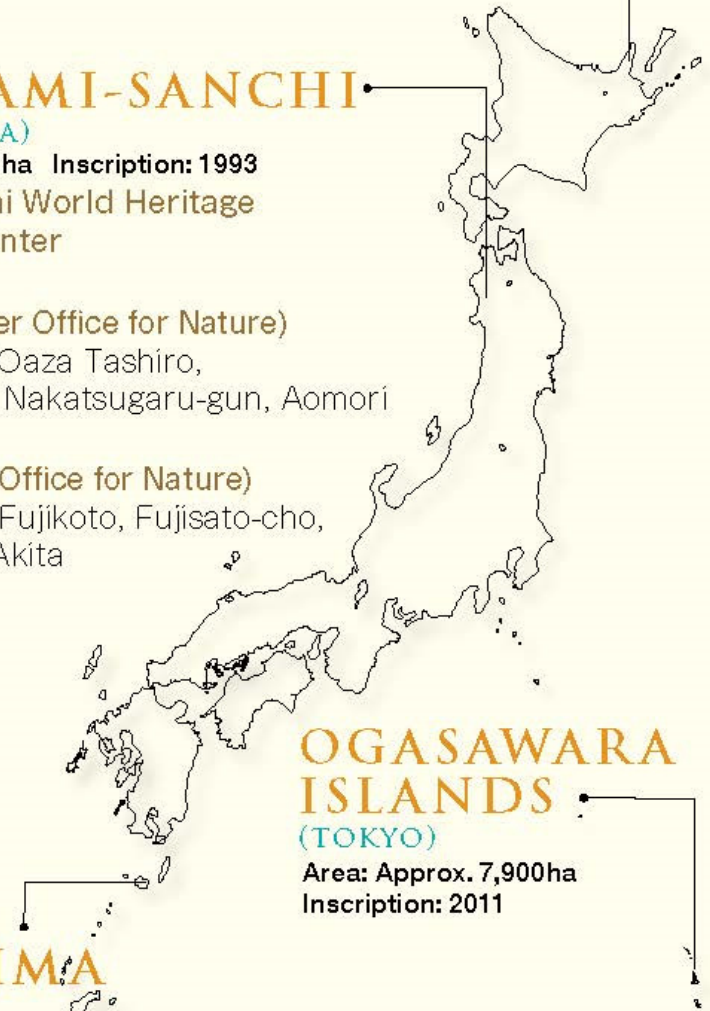 AMI-SANCHI
A)
ha Inscription: 1993
i World Heritage
nter
er Office for Nature)
Oaza Tashiro,
Nakatsugaru-gun, Aomori
Office for Nature)
Fujikoto, Fujisato-cho,
Akita
OGASAWARA
ISLANDS
(TOKYO)
Area: Approx. 7,900ha
Inscription: 2011
IMA